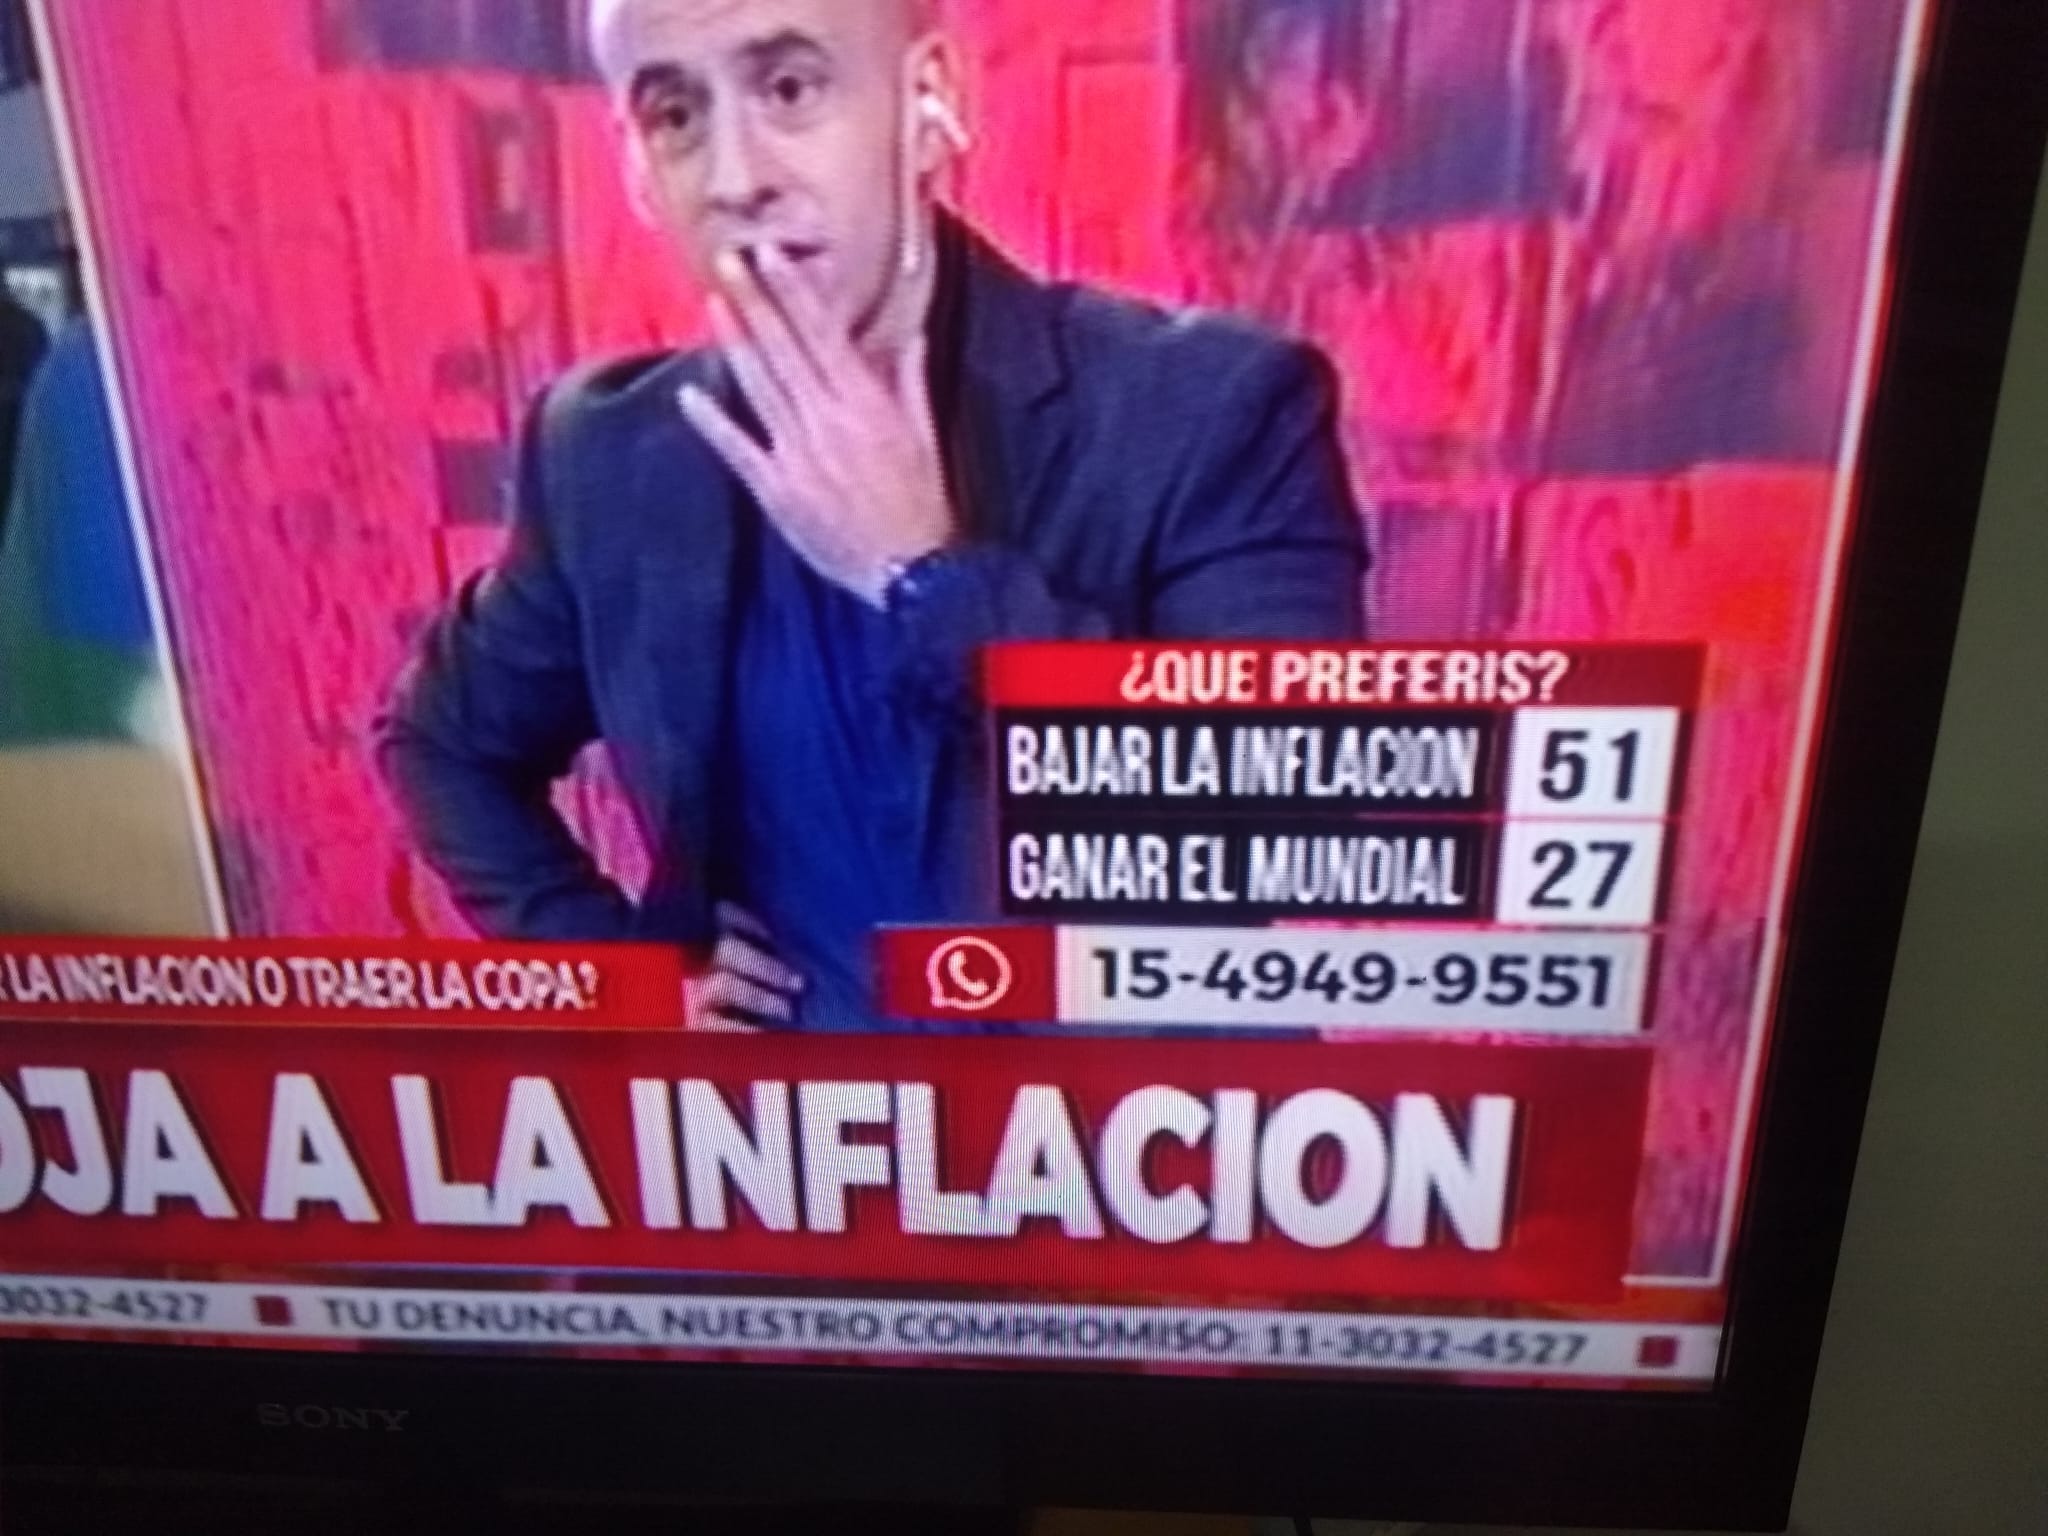 ¿QUE PREFERIS?
BAJAR LA INFLACION 51
GANAR EL MUNDIAL 27
15-4949-9551
LA INFLACION O TRAER LA COPA?
OJA A LA INFLACION
3032-4527 TU DENUNCIA, NUESTRO COMPROMISO: 11-3032-4527
SONY